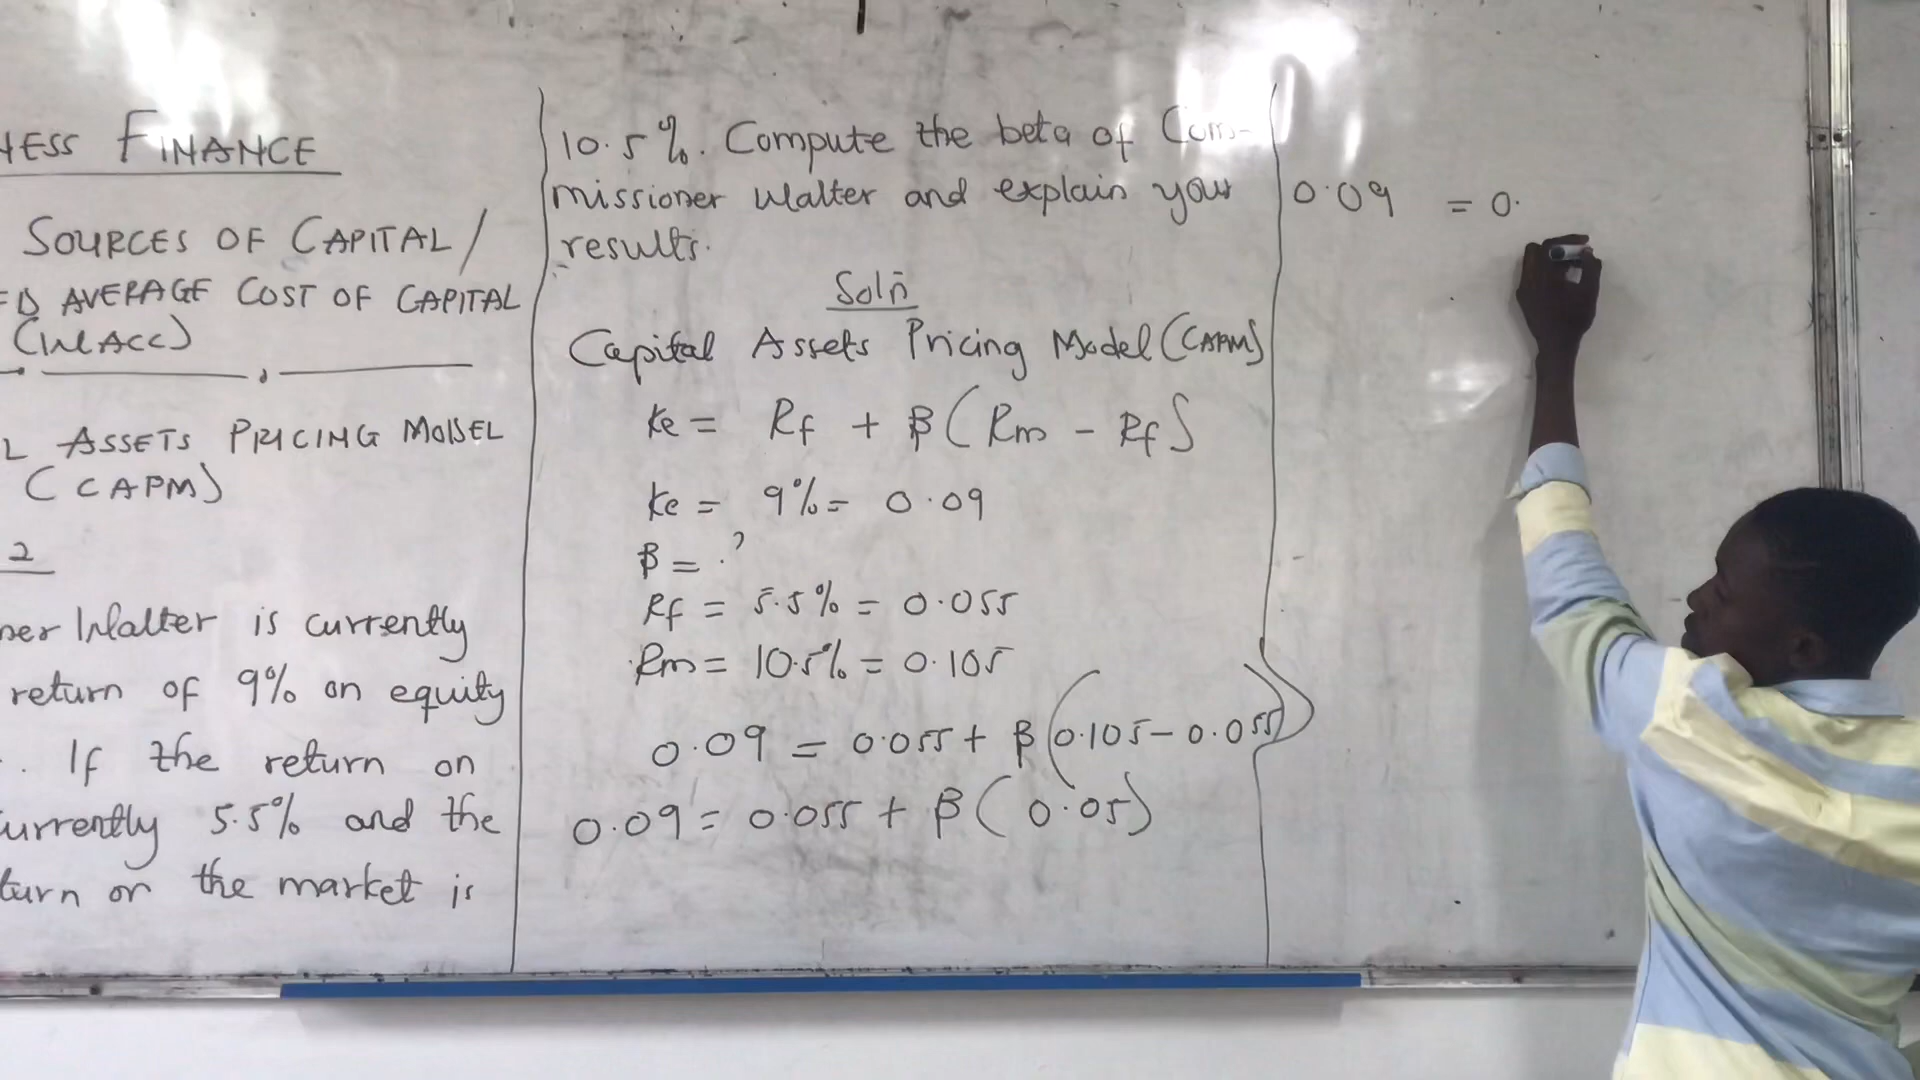 NESS FINANCE
SOURCES OF CAPITAL/
ED AVERAGE COST OF CAPITAL
(WACC)
L ASSETS PRICING MODEL
(CAPM)
2
ner Walter is currently
return of 9% on equity
. If the return on
currently 5.5% and the
turn on the market is
10.5%. Compute the beta of Com-
missioner Walter and explain your
results.
Soln
Capital Assets Pricing Model (CAPM)
Ke = Rf + β(Rm - Rf)
Ke = 9% = 0.09
β = ?
Rf = 5.5% = 0.055
Rm = 10.5% = 0.105
0.09 = 0.055 + β(0.105 - 0.055)
0.09 = 0.055 + β(0.05)
0.09 = 0.